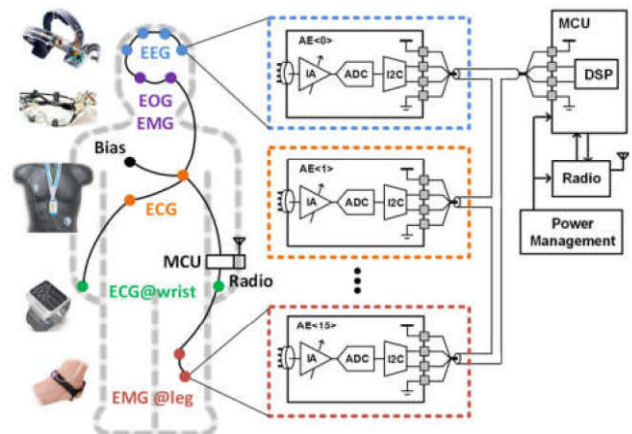 EEG
EOG
EMG
Bias
ECG
MCU
Radio
ECG@wrist
EMG @leg
AE<0>
IA
ADC
I2C
AE<1>
IA
ADC
I2C
AE<15>
IA
ADC
I2C
MCU
DSP
Radio
Power
Management